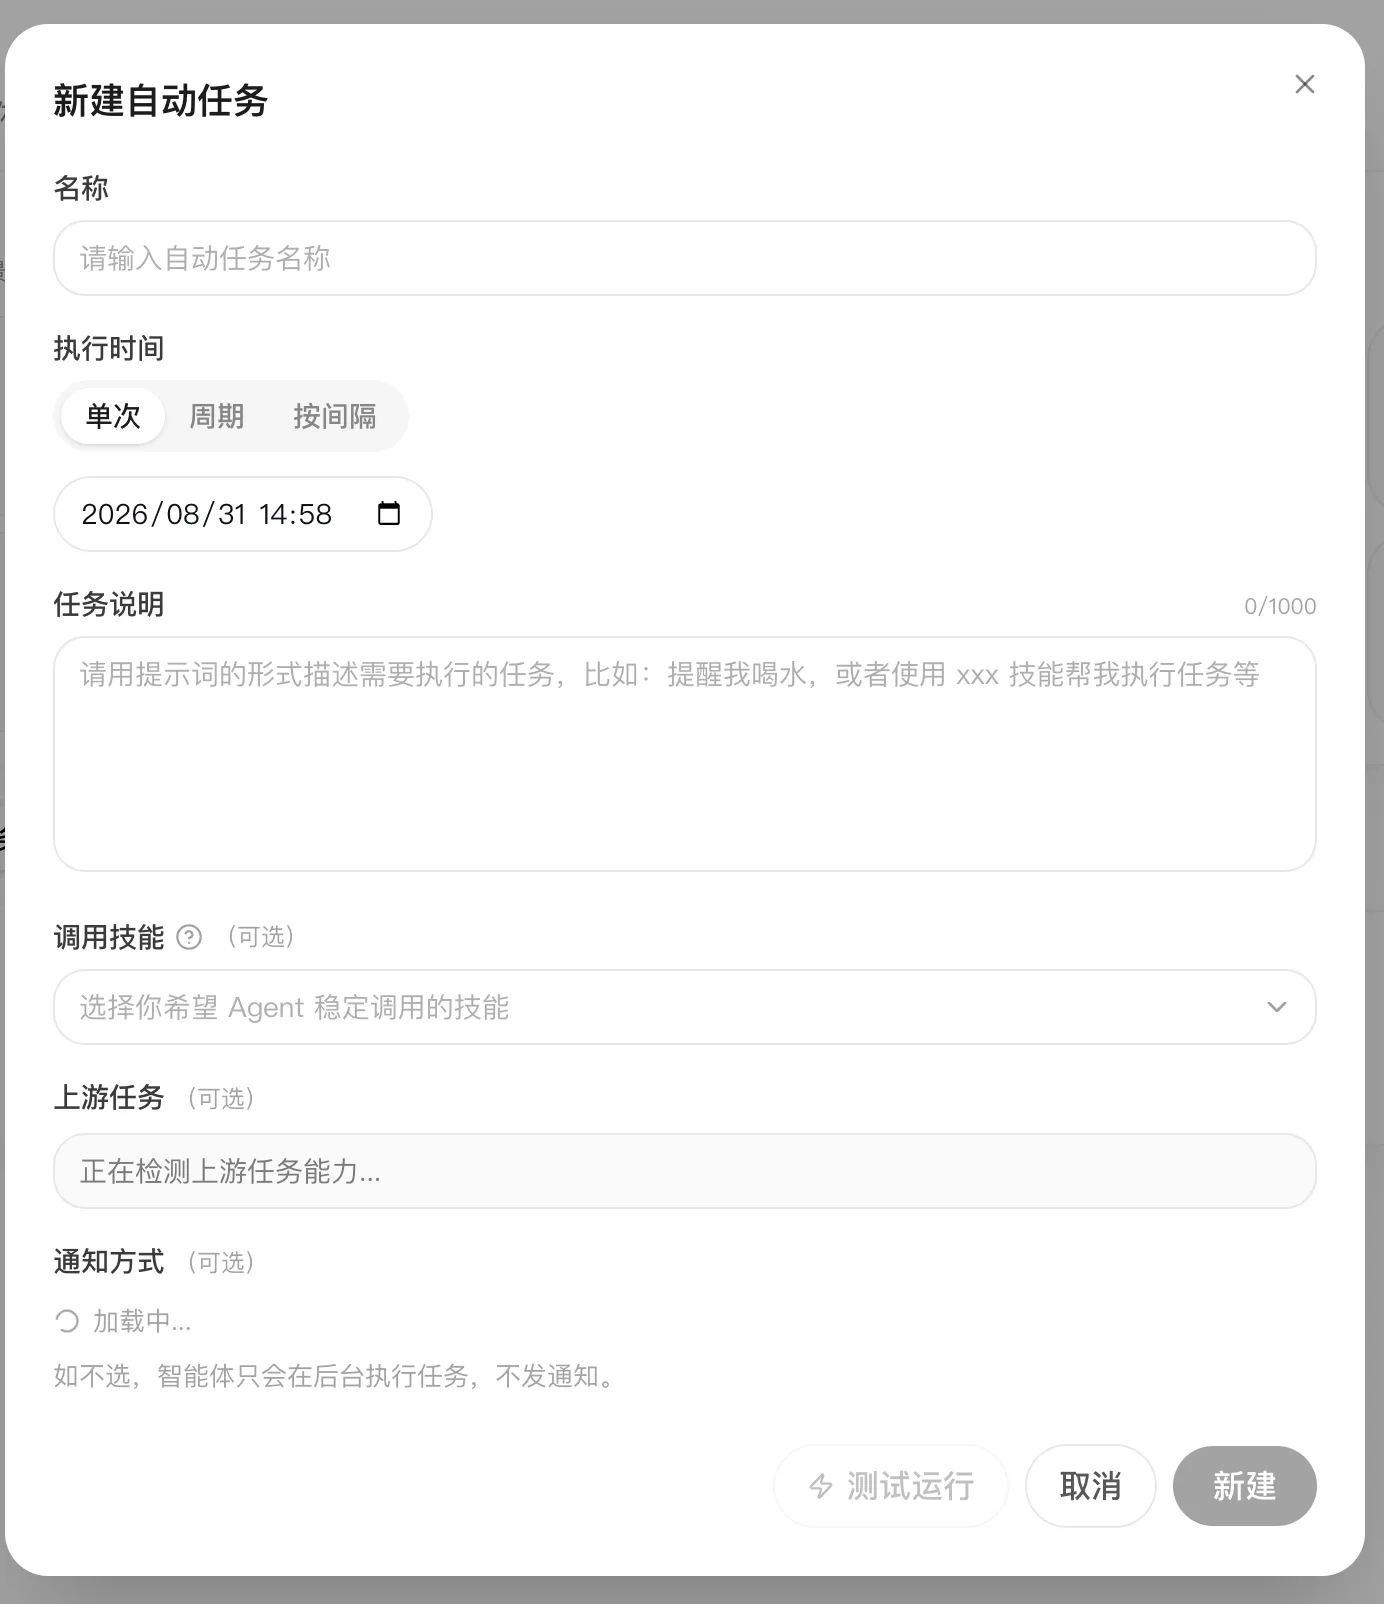 新建自动任务
名称
请输入自动任务名称
执行时间
单次 周期 按间隔
2026/08/31 14:58
任务说明 0/1000
请用提示词的形式描述需要执行的任务，比如：提醒我喝水，或者使用 xxx 技能帮我执行任务等
调用技能 ? （可选）
选择你希望 Agent 稳定调用的技能
上游任务 （可选）
正在检测上游任务能力...
通知方式 （可选）
加载中...
如不选，智能体只会在后台执行任务，不发通知。
测试运行 取消 新建